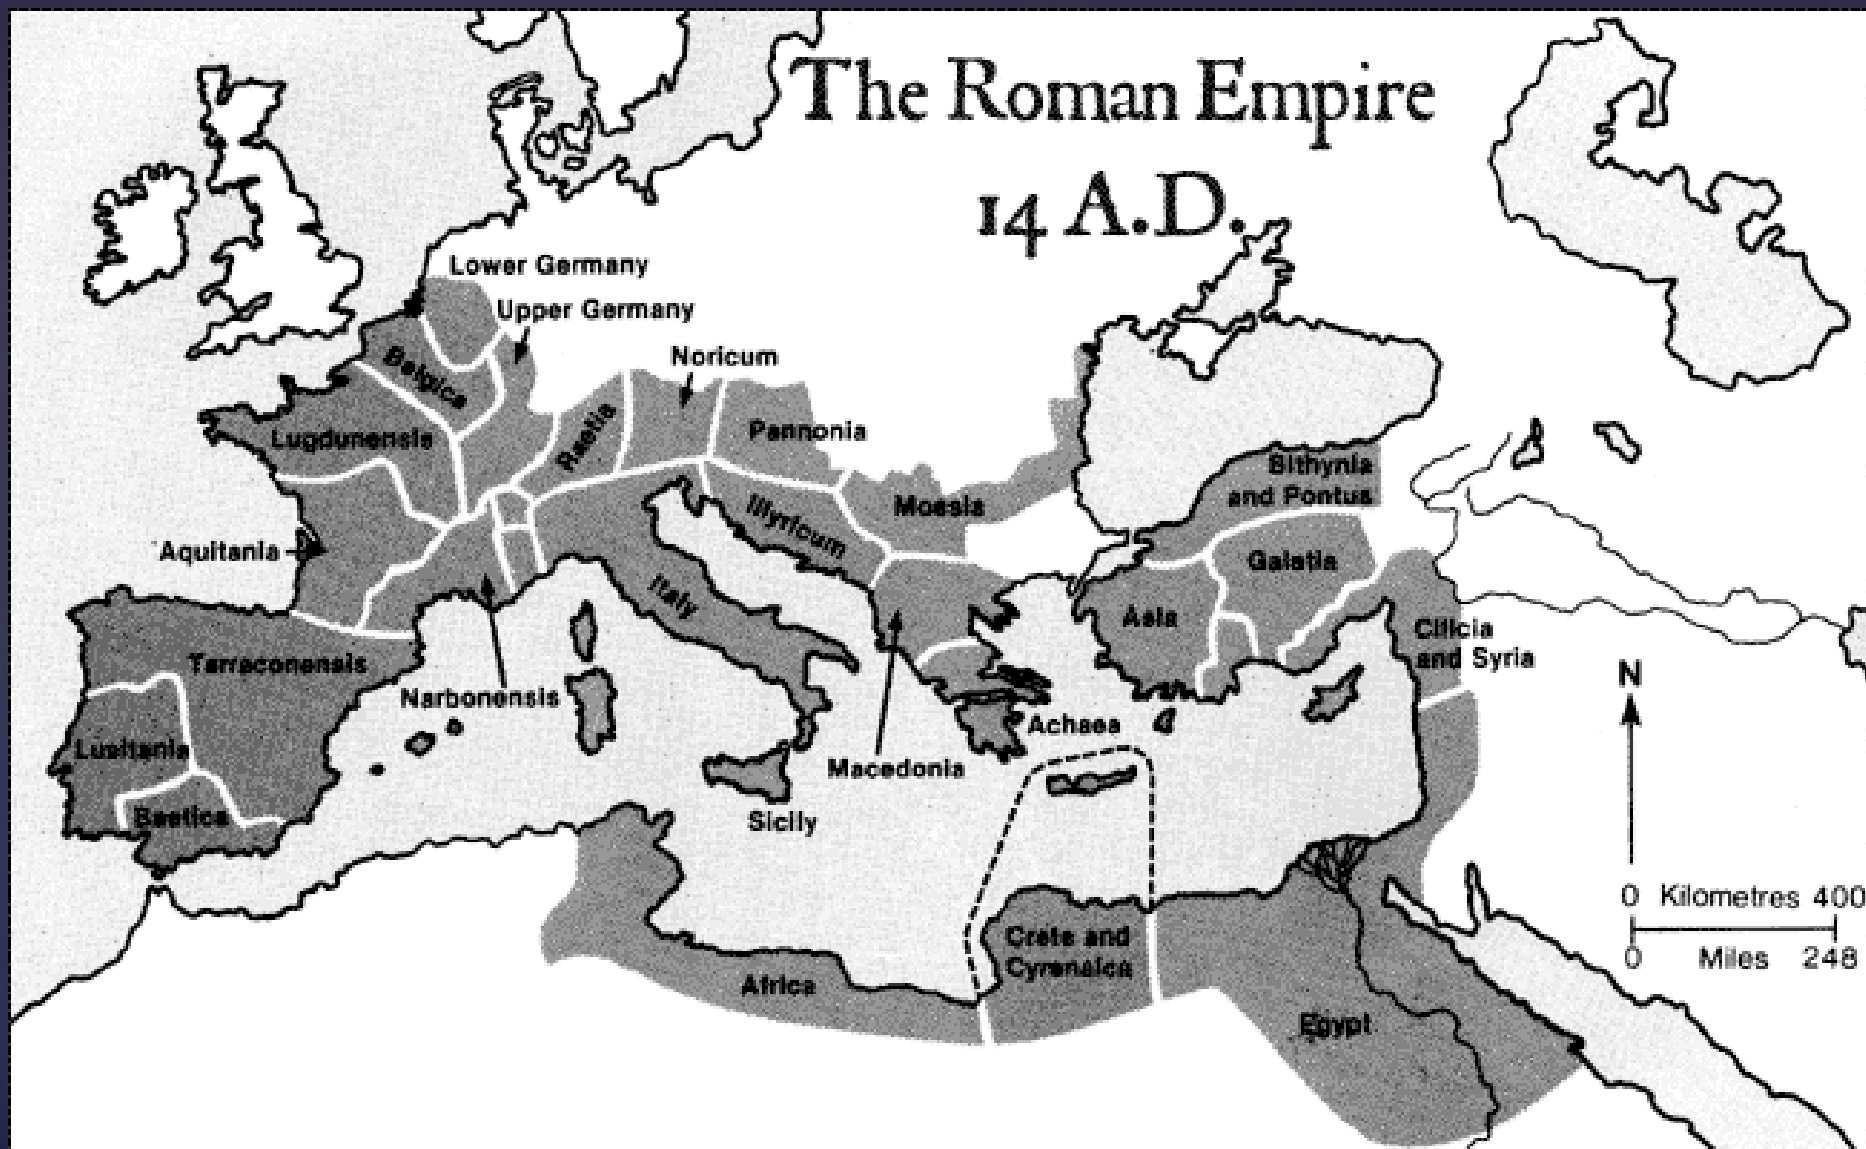 The Roman Empire
14 A.D.
Lower Germany
Upper Germany
Noricum
Belgica
Lugdunensis
Raetia
Pannonia
Bithynia
and Pontus
Moesia
Illyricum
Aquitania
Galatia
Italy
Asia
Cilicia
and Syria
Tarraconensis
N
Narbonensis
Achaea
Lusitania
Macedonia
Baetica
Sicily
0 Kilometres 400
0 Miles 248
Crete and
Cyrenaica
Africa
Egypt